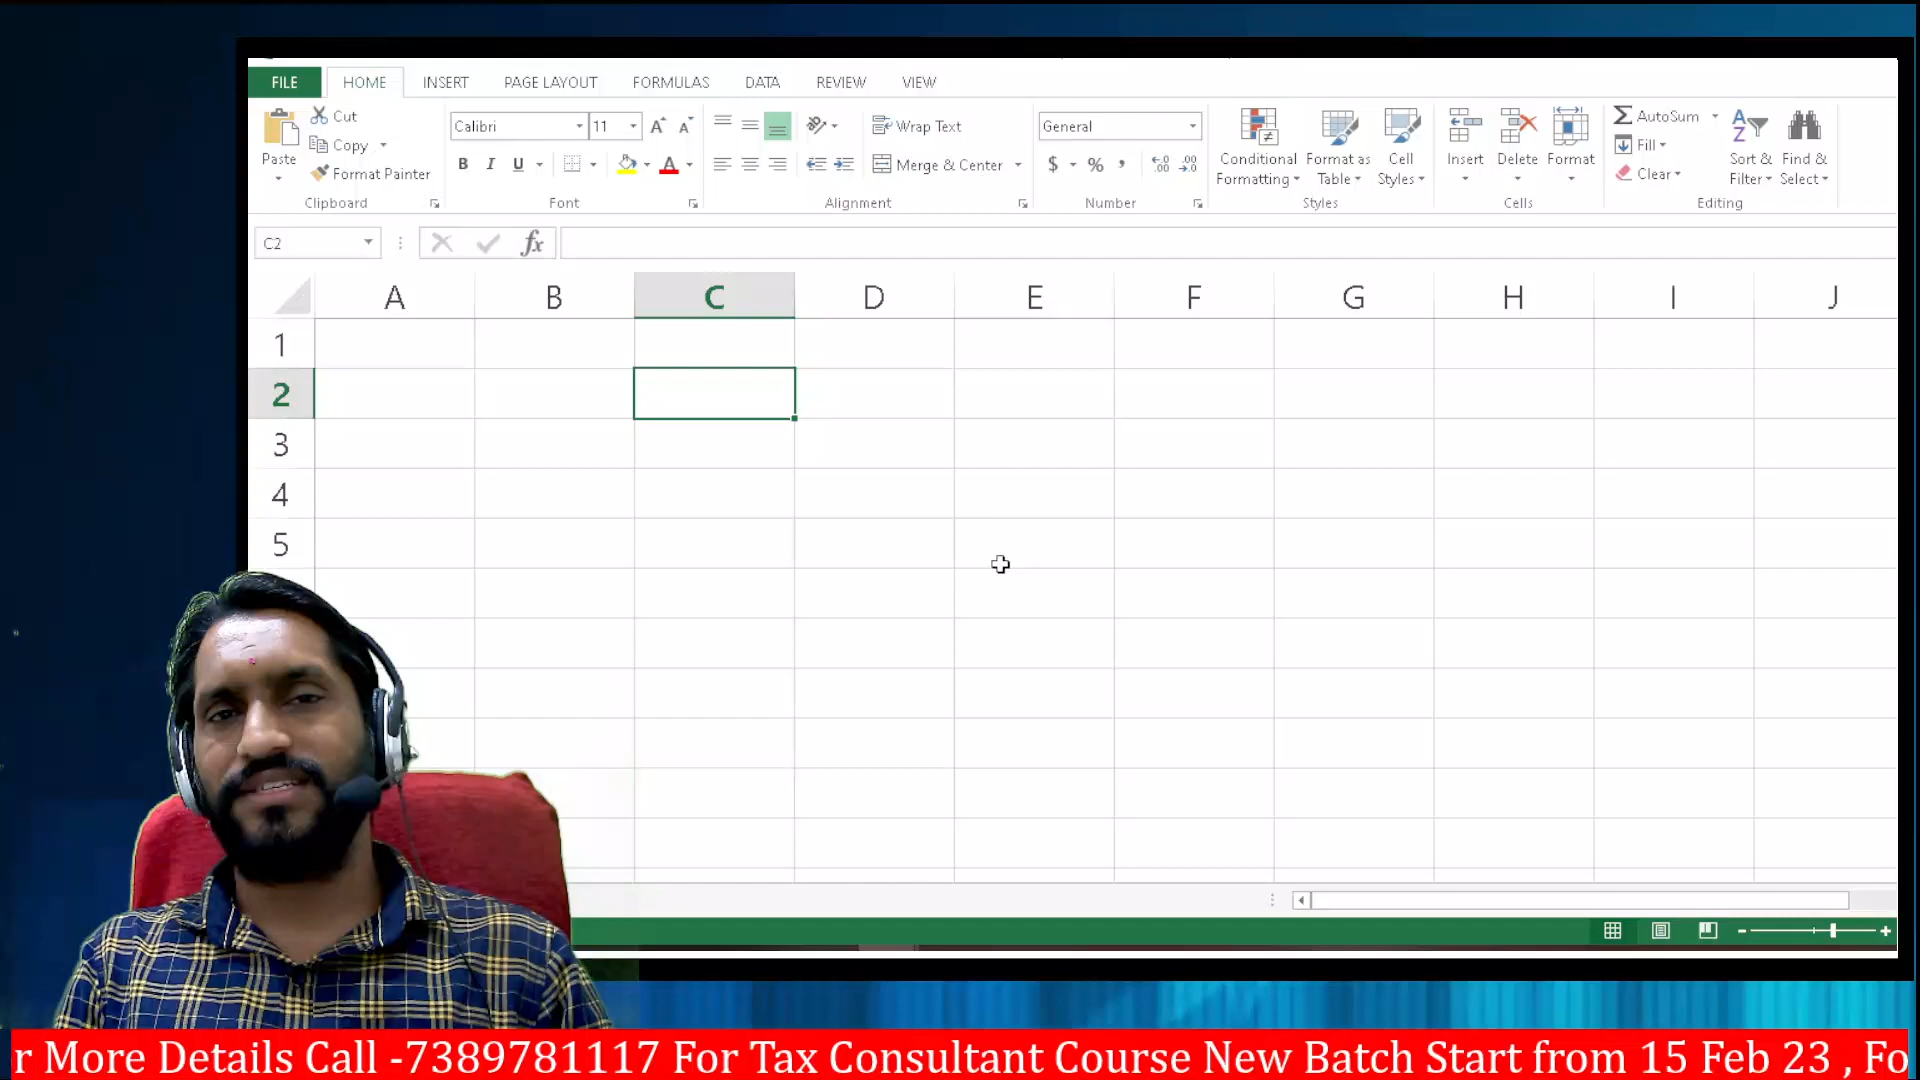 FILE HOME INSERT PAGE LAYOUT FORMULAS DATA REVIEW VIEW
Paste
Cut
Copy
Format Painter
Clipboard
Calibri 11
B I U A
Font
Wrap Text
Merge & Center
Alignment
General
$ % ,
Number
Conditional Formatting
Format as Table
Cell Styles
Styles
Insert
Delete
Format
Cells
AutoSum
Fill
Clear
Sort & Filter
Find & Select
Editing
C2 fx
A B C D E F G H I J
1
2
3
4
5
r More Details Call -7389781117 For Tax Consultant Course New Batch Start from 15 Feb 23 , Fo